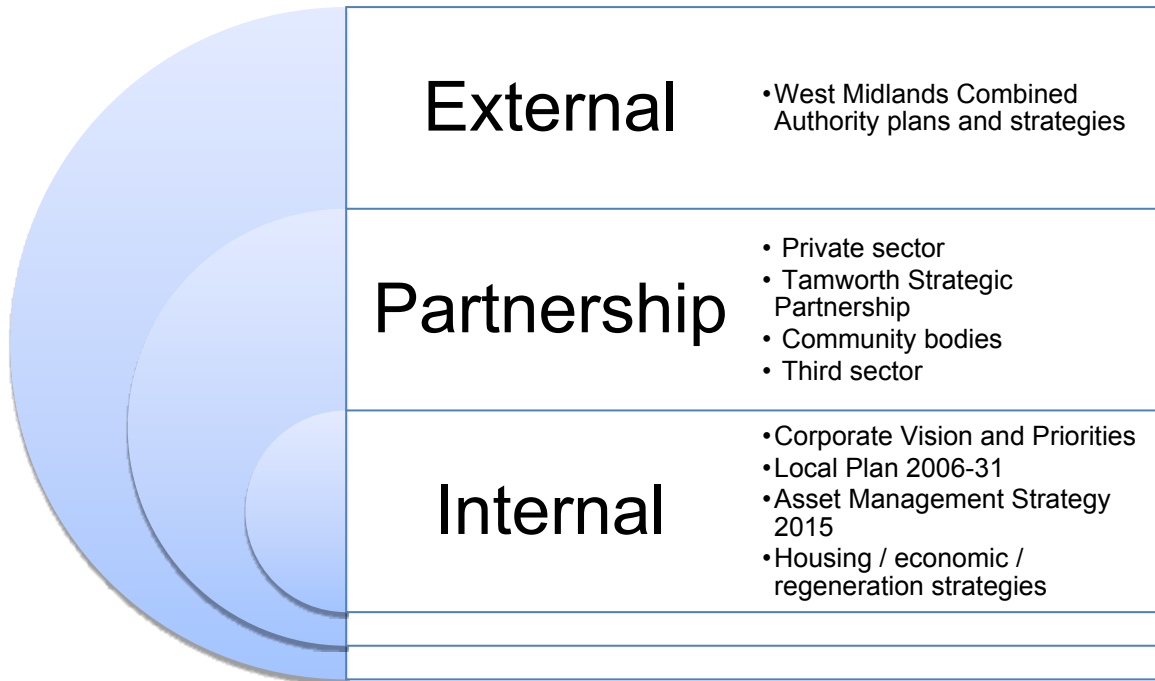 External
•West Midlands Combined
Authority plans and strategies
Partnership
• Private sector
• Tamworth Strategic
Partnership
• Community bodies
• Third sector
Internal
•Corporate Vision and Priorities
•Local Plan 2006-31
•Asset Management Strategy
2015
•Housing / economic /
regeneration strategies